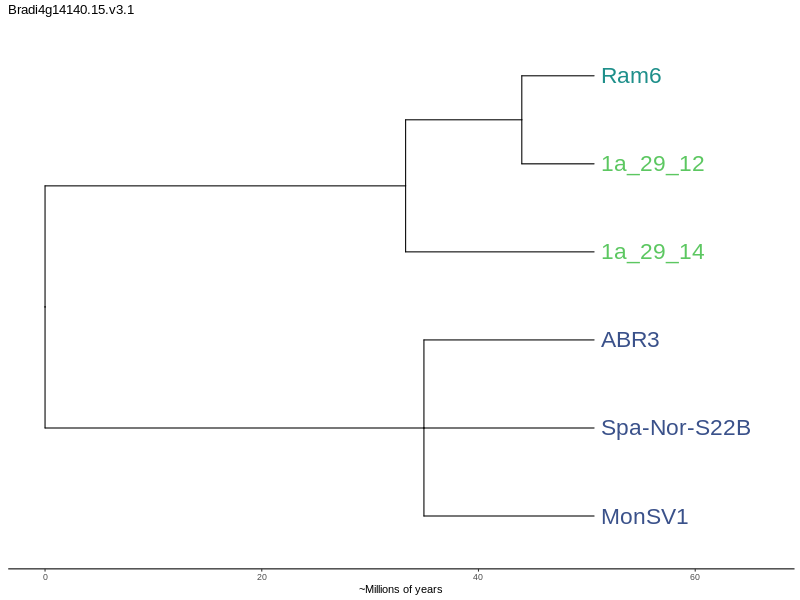 Bradi4g14140.15.v3.1
Ram6
1a_29_12
1a_29_14
ABR3
Spa-Nor-S22B
MonSV1
0 20 40 60
~Millions of years